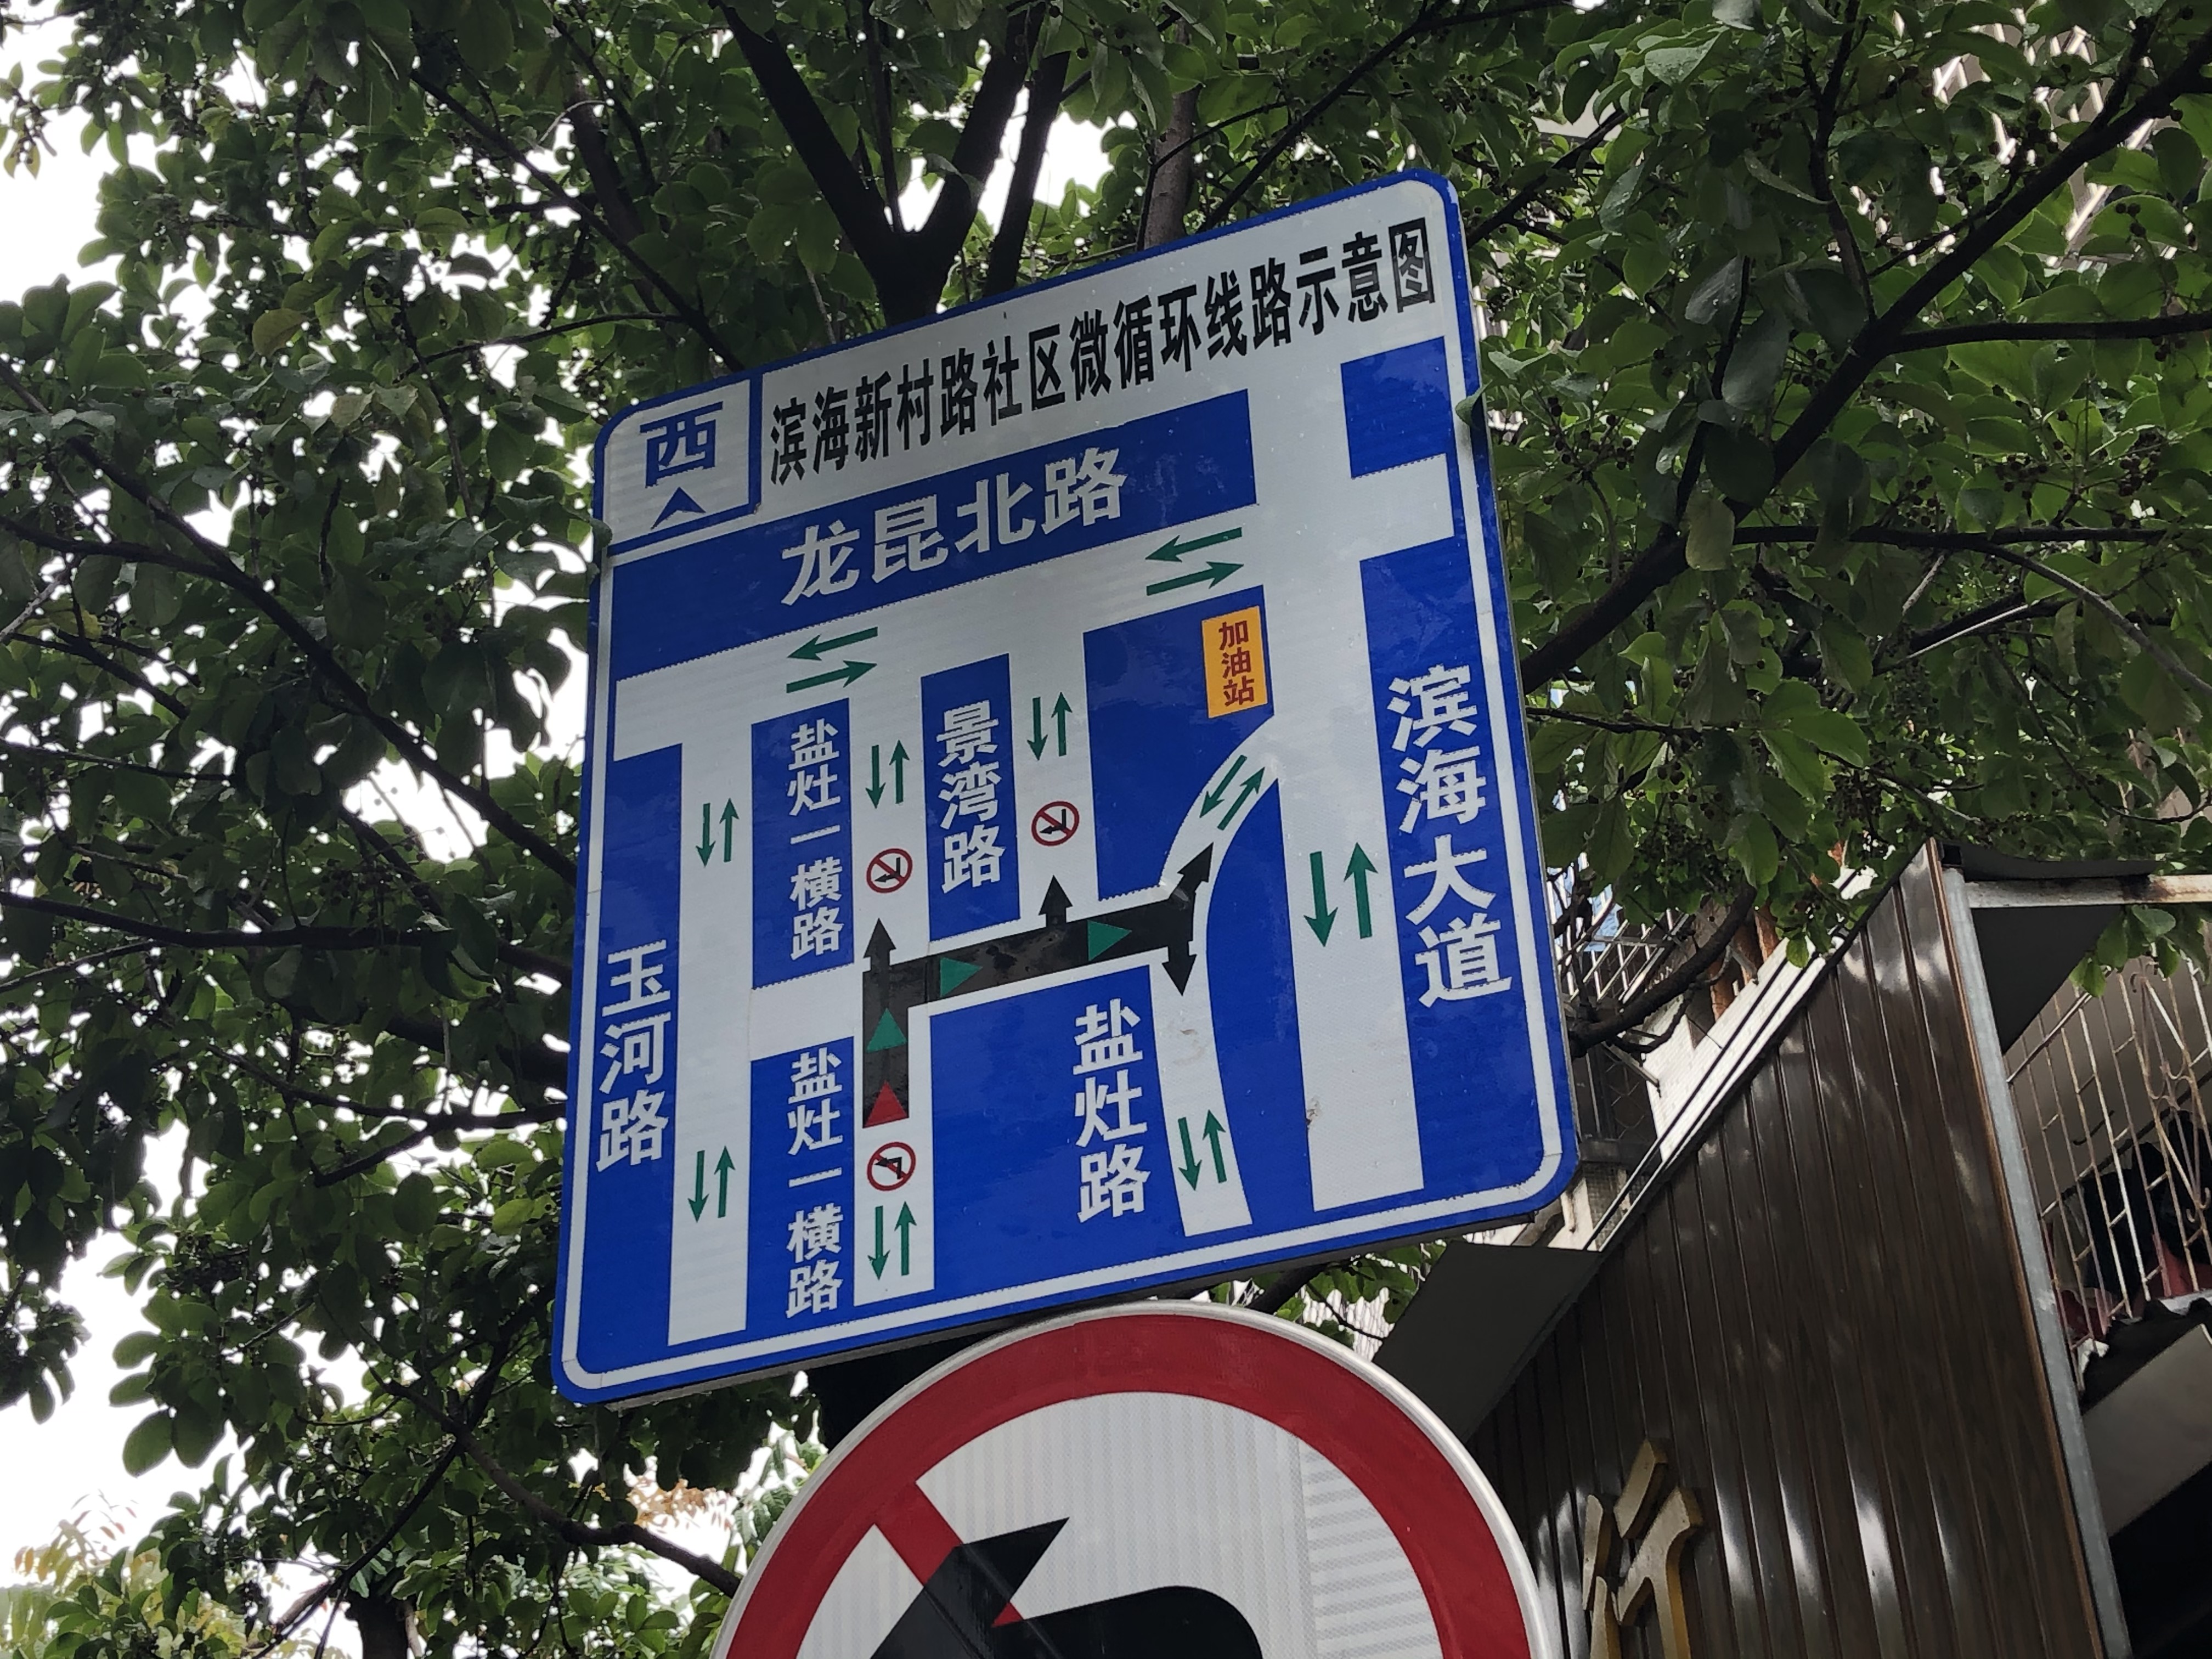 西
滨海新村路社区微循环线路示意图
龙昆北路
加油站
盐灶一横路
景湾路
滨海大道
玉河路
盐灶一横路
盐灶路